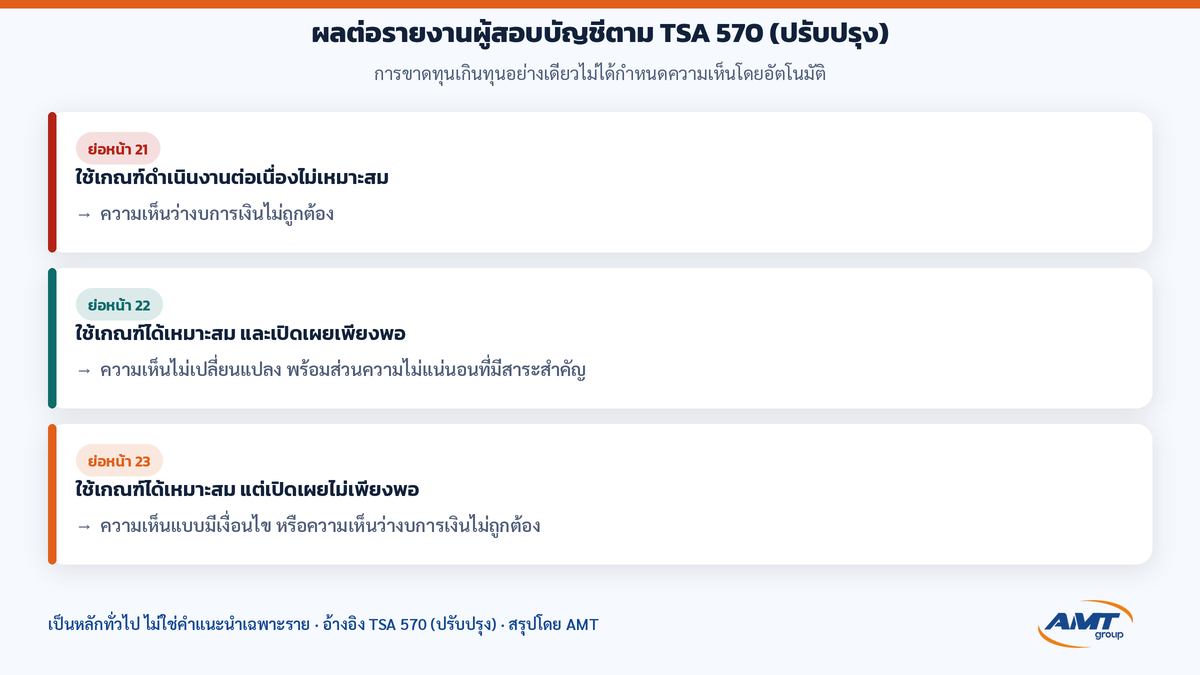 ผลต่อรายงานผู้สอบบัญชีตาม TSA 570 (ปรับปรุง)
การขาดทุนเกินทุนอย่างเดียวไม่ได้กำหนดความเห็นโดยอัตโนมัติ
ย่อหน้า 21
ใช้เกณฑ์ดำเนินงานต่อเนื่องไม่เหมาะสม
→ ความเห็นว่างบการเงินไม่ถูกต้อง
ย่อหน้า 22
ใช้เกณฑ์ได้เหมาะสม และเปิดเผยเพียงพอ
→ ความเห็นไม่เปลี่ยนแปลง พร้อมส่วนความไม่แน่นอนที่มีสาระสำคัญ
ย่อหน้า 23
ใช้เกณฑ์ได้เหมาะสม แต่เปิดเผยไม่เพียงพอ
→ ความเห็นแบบมีเงื่อนไข หรือความเห็นว่างบการเงินไม่ถูกต้อง
เป็นหลักทั่วไป ไม่ใช่คำแนะนำเฉพาะราย · อ้างอิง TSA 570 (ปรับปรุง) · สรุปโดย AMT
AMT
group